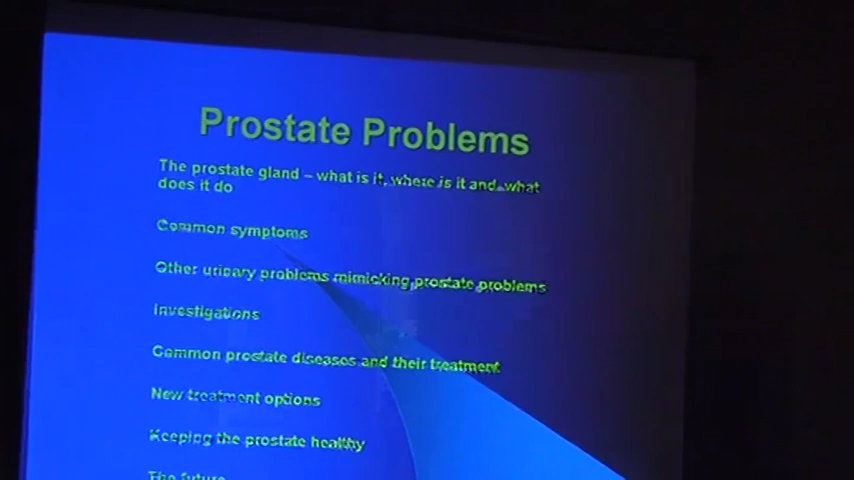 Prostate Problems
The prostate gland – what is it, where is it and what
does it do
Common symptoms
Other urinary problems mimicking prostate problems
Investigations
Common prostate diseases and their treatment
New treatment options
Keeping the prostate healthy
The future